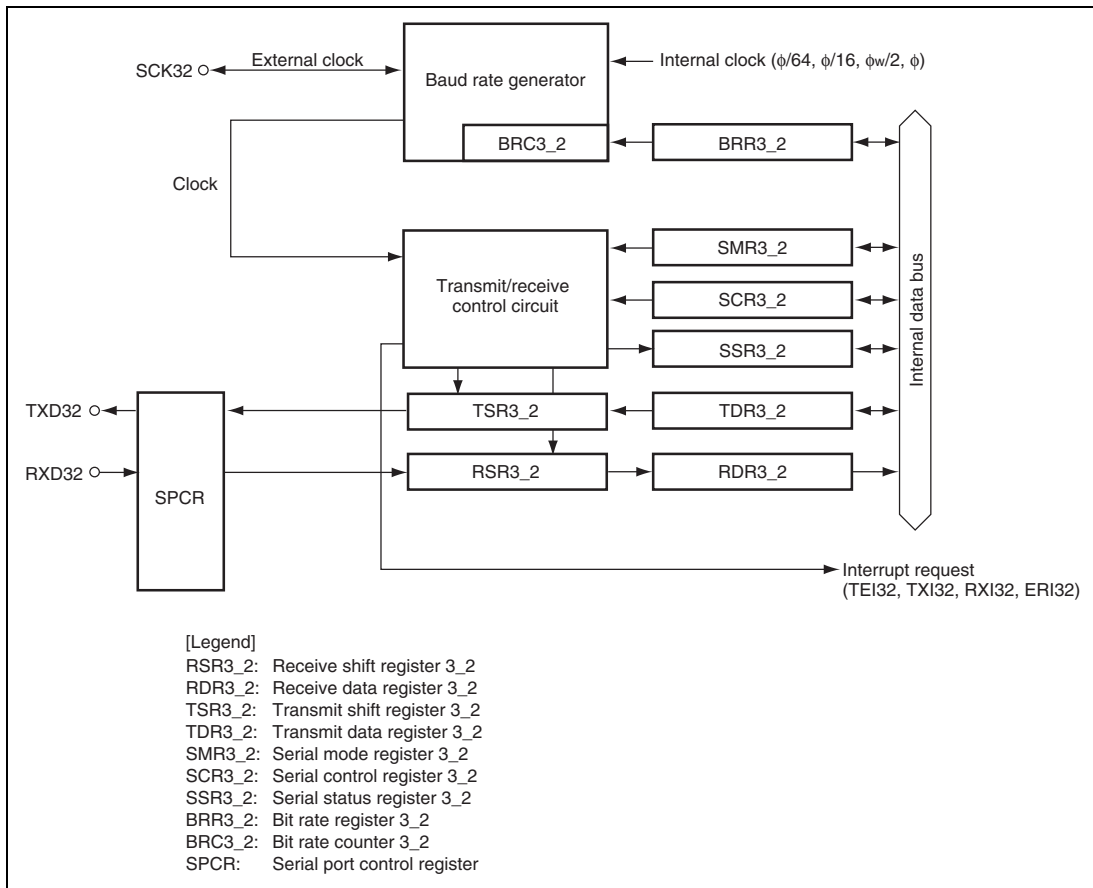 SCK32
External clock
Baud rate generator
Internal clock (ϕ/64, ϕ/16, ϕw/2, ϕ)
BRC3_2
BRR3_2
Clock
Transmit/receive
control circuit
SMR3_2
SCR3_2
SSR3_2
Internal data bus
TXD32
TSR3_2
TDR3_2
RXD32
SPCR
RSR3_2
RDR3_2
Interrupt request
(TEI32, TXI32, RXI32, ERI32)
[Legend]
RSR3_2: Receive shift register 3_2
RDR3_2: Receive data register 3_2
TSR3_2: Transmit shift register 3_2
TDR3_2: Transmit data register 3_2
SMR3_2: Serial mode register 3_2
SCR3_2: Serial control register 3_2
SSR3_2: Serial status register 3_2
BRR3_2: Bit rate register 3_2
BRC3_2: Bit rate counter 3_2
SPCR: Serial port control register